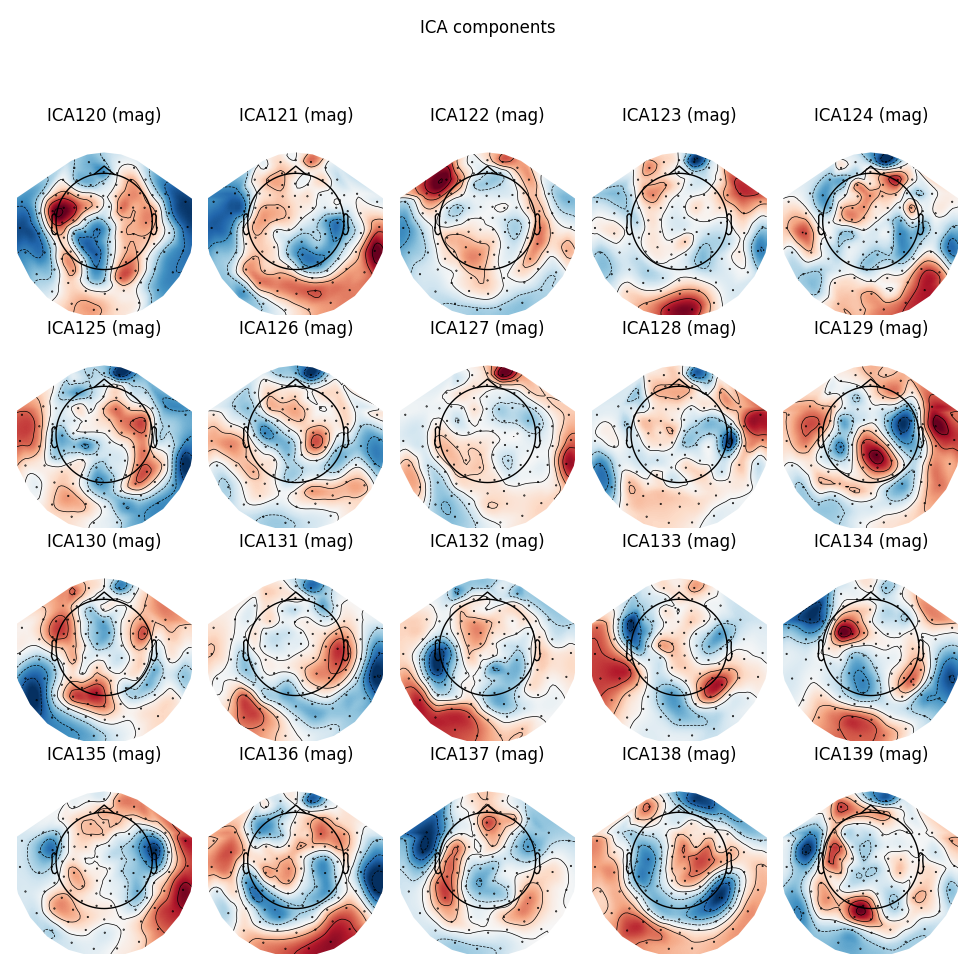 ICA components
ICA120 (mag) ICA121 (mag) ICA122 (mag) ICA123 (mag) ICA124 (mag)
ICA125 (mag) ICA126 (mag) ICA127 (mag) ICA128 (mag) ICA129 (mag)
ICA130 (mag) ICA131 (mag) ICA132 (mag) ICA133 (mag) ICA134 (mag)
ICA135 (mag) ICA136 (mag) ICA137 (mag) ICA138 (mag) ICA139 (mag)